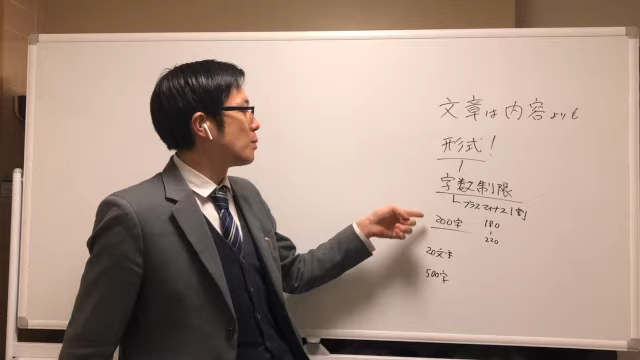 文章は内容よりも
形式！
字数制限
プラスマイナス1割
200字 180
220
20文字
500字